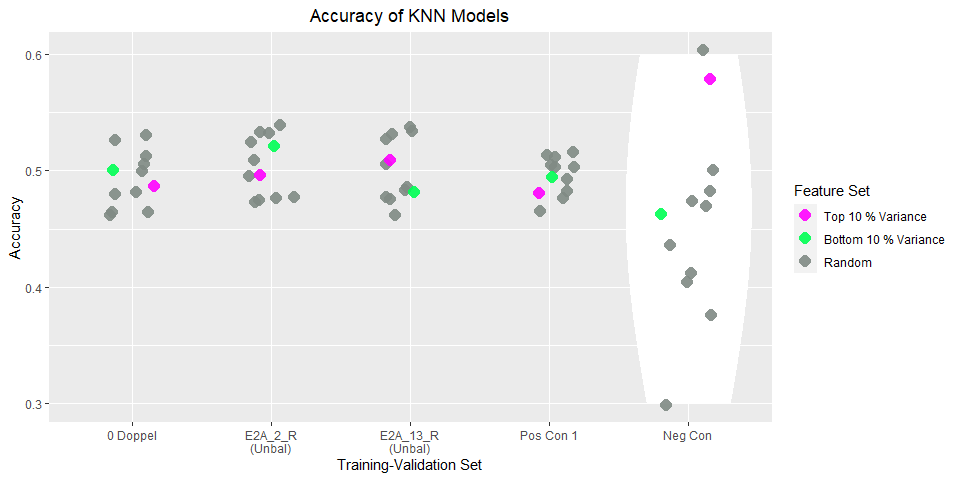 Accuracy of KNN Models
Accuracy
0.6
0.5
0.4
0.3
0 Doppel
E2A_2_R
(Unbal)
E2A_13_R
(Unbal)
Pos Con 1
Neg Con
Training-Validation Set
Feature Set
Top 10 % Variance
Bottom 10 % Variance
Random